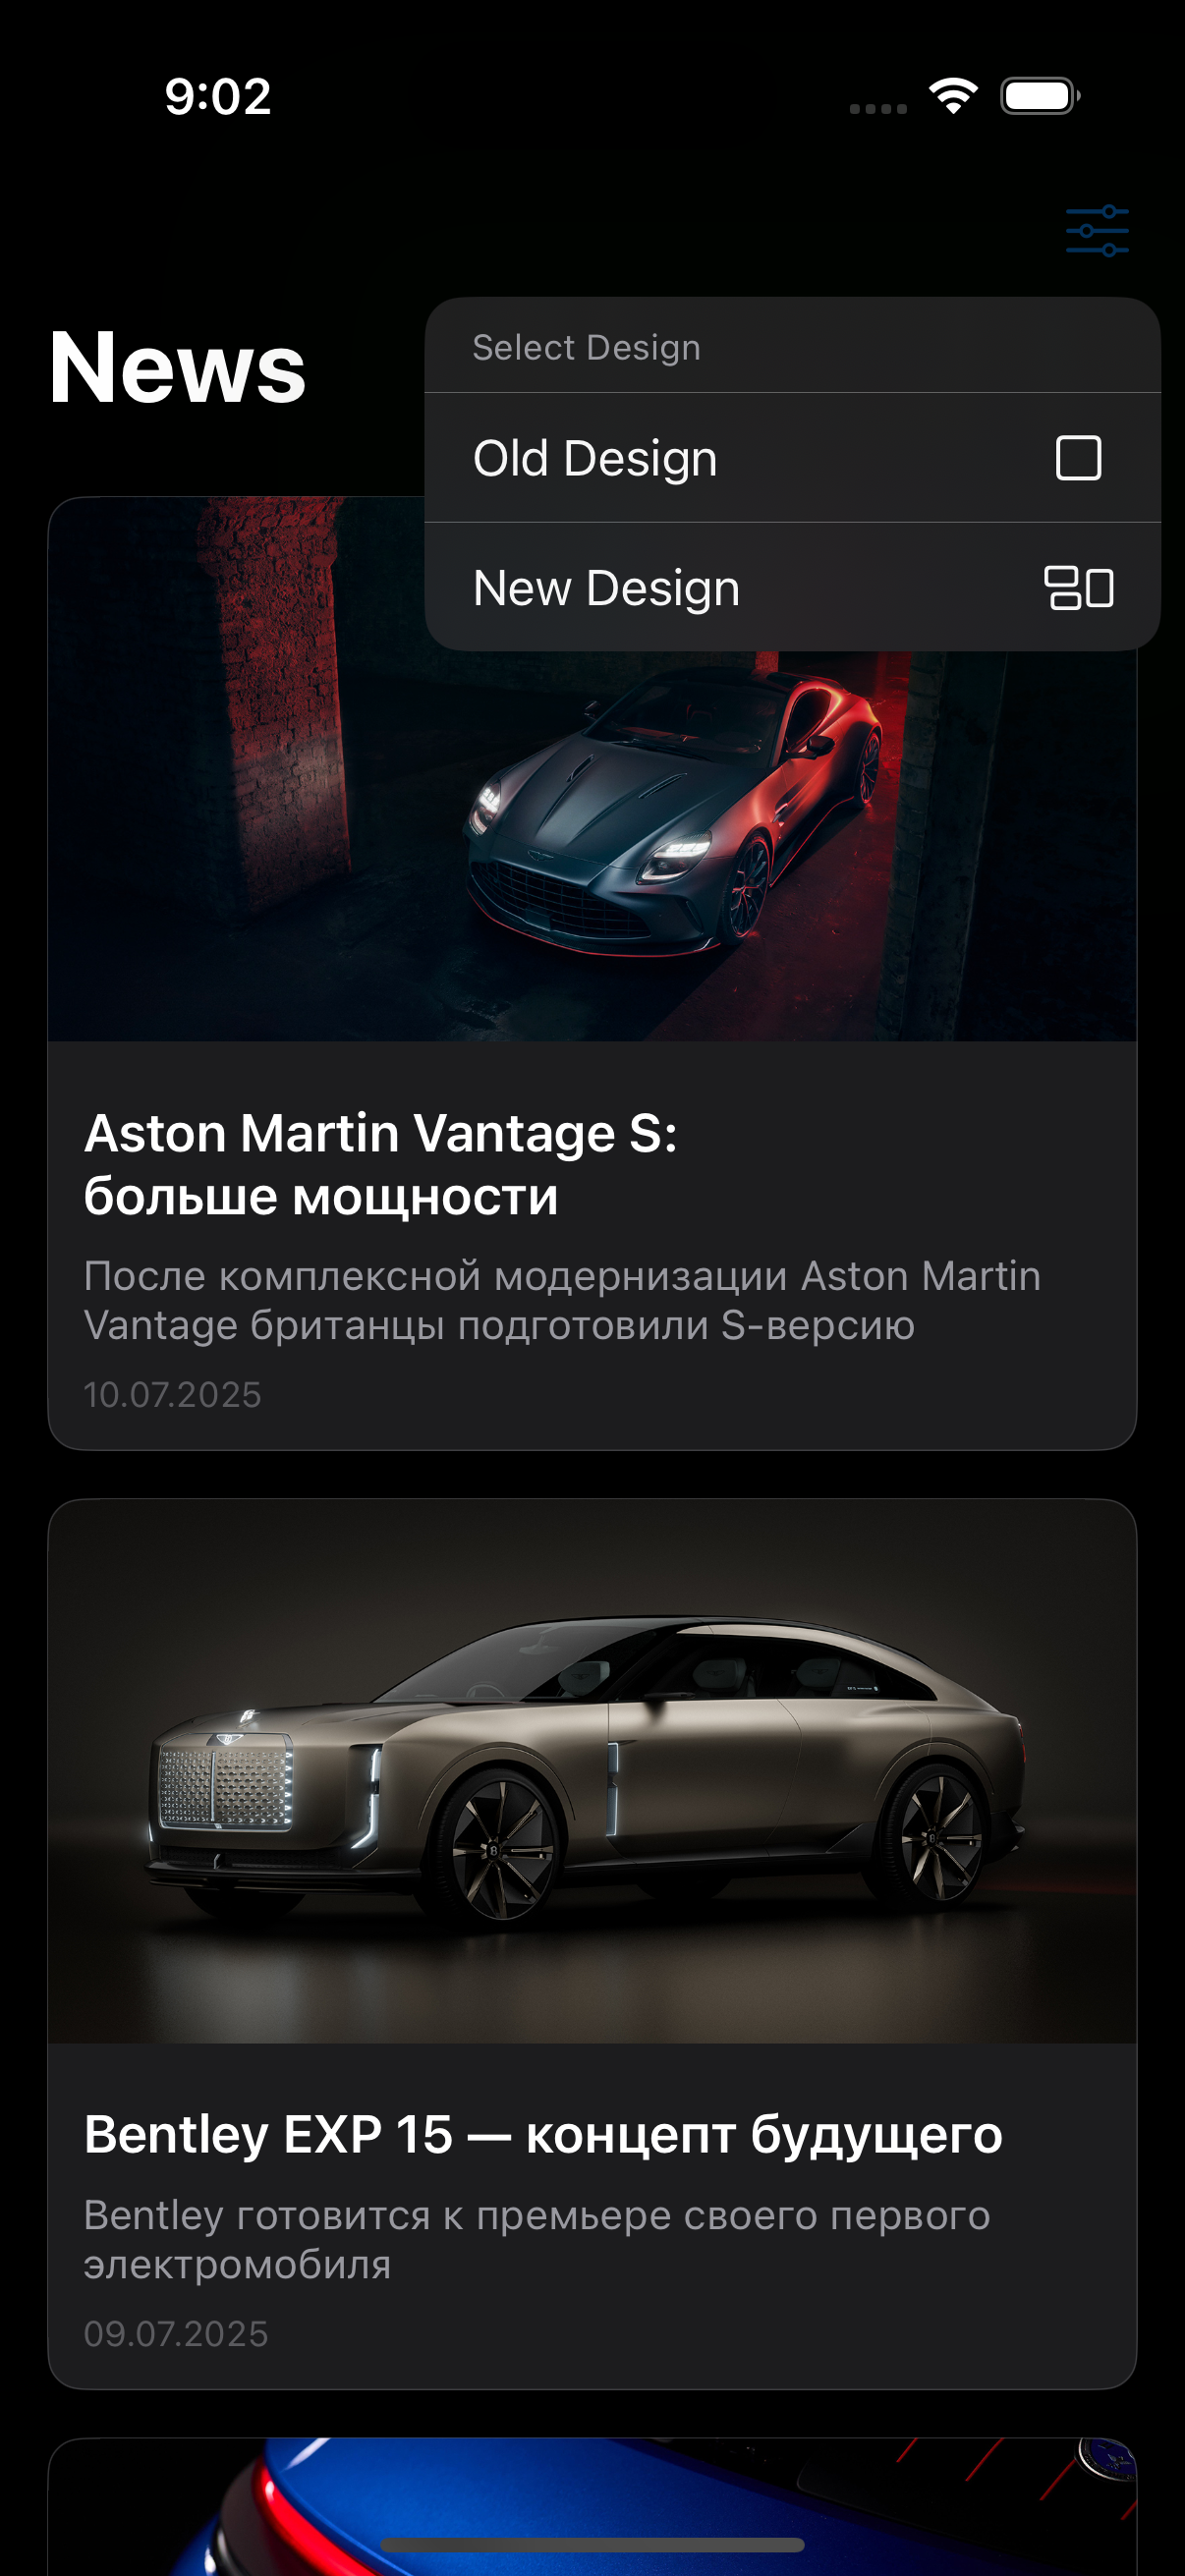 9:02
News
Select Design
Old Design
New Design
Aston Martin Vantage S:
больше мощности
После комплексной модернизации Aston Martin
Vantage британцы подготовили S-версию
10.07.2025
Bentley EXP 15 — концепт будущего
Bentley готовится к премьере своего первого
электромобиля
09.07.2025